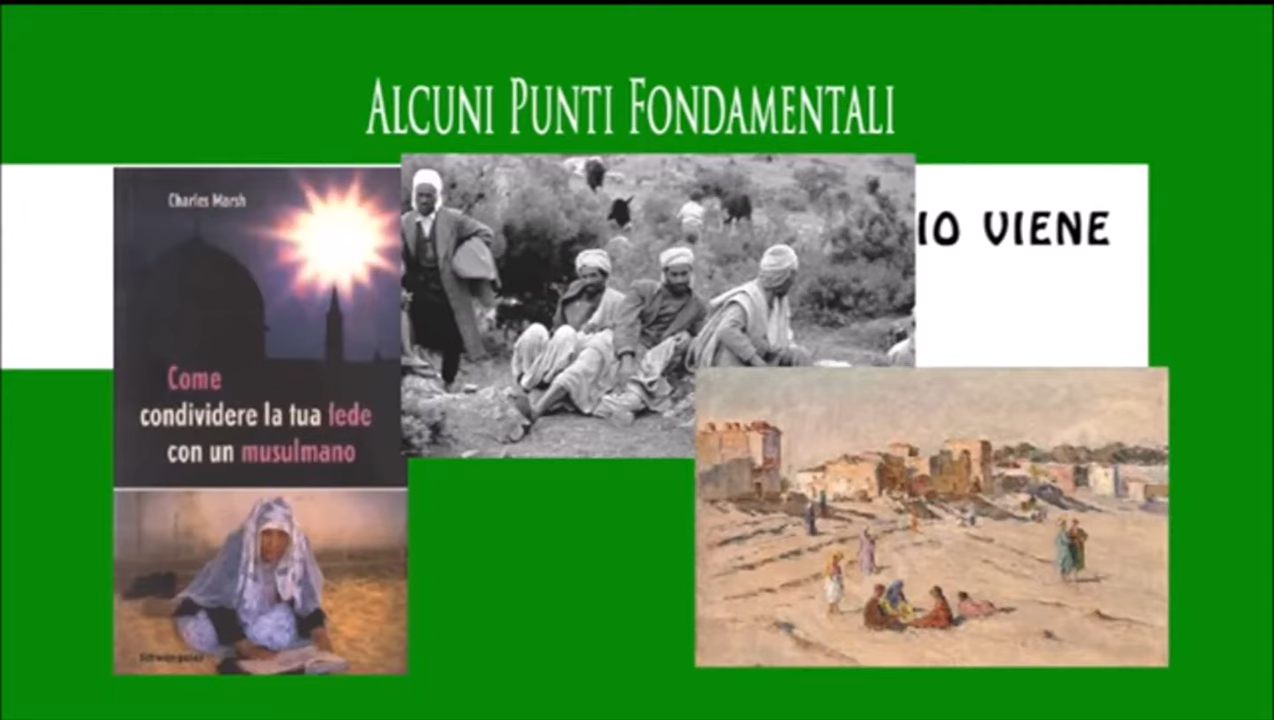 ALCUNI PUNTI FONDAMENTALI
IO VIENE
Charles Marsh
Come
condividere la tua fede
con un musulmano